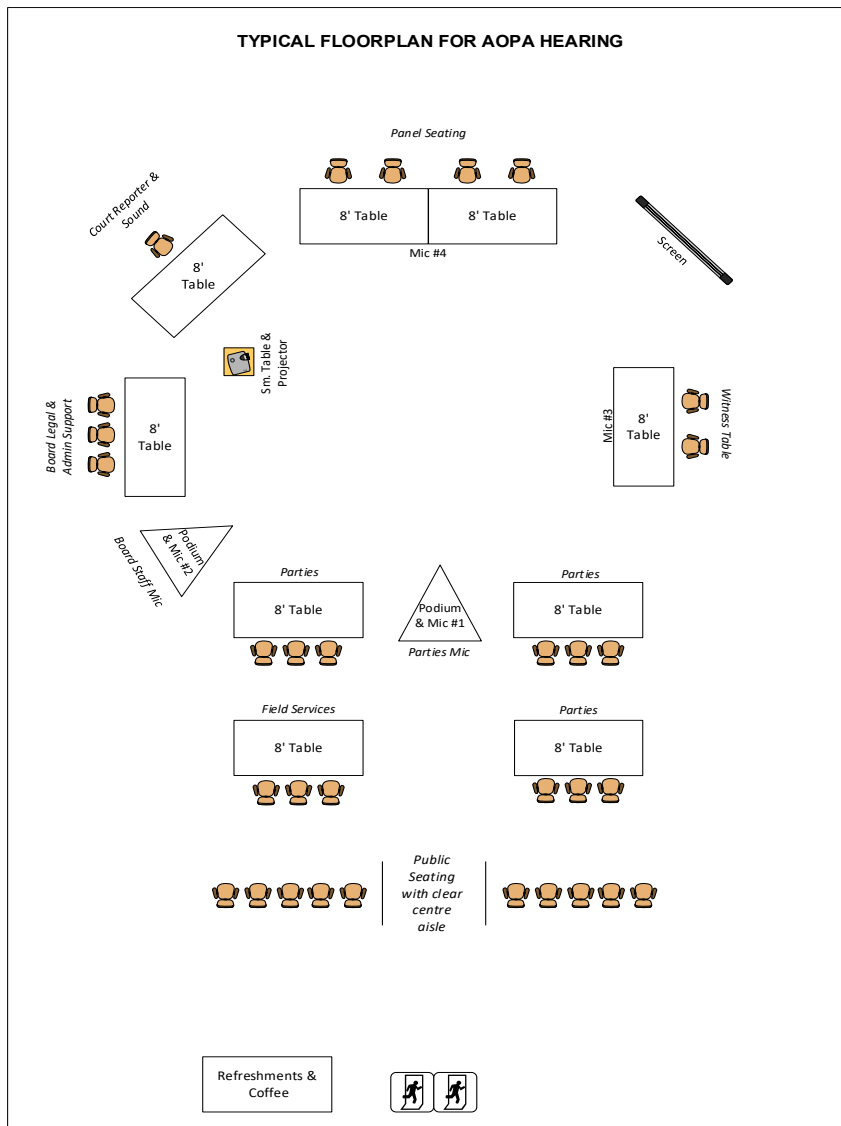 TYPICAL FLOORPLAN FOR AOPA HEARING
Panel Seating
8' Table
8' Table
Mic #4
Court Reporter &
Sound
8'
Table
Screen
Sm. Table &
Projector
Board Legal &
Admin Support
8'
Table
Mic #3
8'
Table
Witness Table
Podium
& Mic #2
Board Staff Mic
Parties
8' Table
Podium
& Mic #1
Parties Mic
Parties
8' Table
Field Services
8' Table
Parties
8' Table
Public
Seating
with clear
centre
aisle
Refreshments &
Coffee